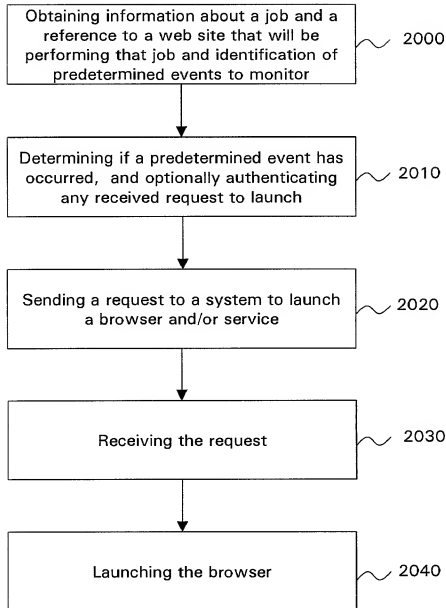 Obtaining information about a job and a
reference to a web site that will be
performing that job and identification of
predetermined events to monitor
2000
Determining if a predetermined event has
occurred, and optionally authenticating
any received request to launch
2010
Sending a request to a system to launch
a browser and/or service
2020
Receiving the request
2030
Launching the browser
2040